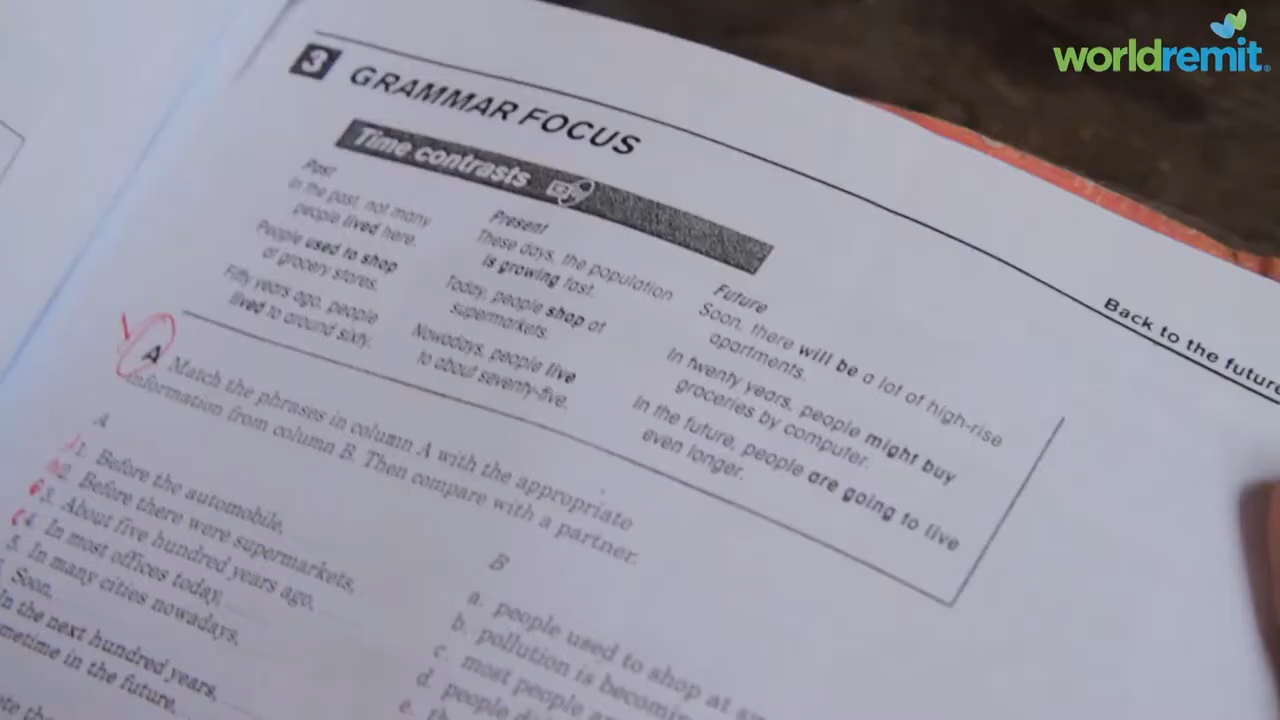 worldremit
3 GRAMMAR FOCUS
Time contrasts
Back to the future
Past
In the past, not many
people lived here.
People used to shop
at grocery stores.
Fifty years ago, people
lived to around sixty.
Present
These days, the population
is growing fast.
Today, people shop at
supermarkets.
Nowadays, people live
to about seventy-five.
Future
Soon, there will be a lot of high-rise
apartments.
In twenty years, people might buy
groceries by computer.
In the future, people are going to live
even longer.
A Match the phrases in column A with the appropriate
information from column B. Then compare with a partner.
A
1. Before the automobile,
2. Before there were supermarkets,
3. About five hundred years ago,
4. In most offices today,
5. In many cities nowadays,
Soon,
In the next hundred years,
sometime in the future,
B
a. people used to shop at
b. pollution is
c. most people
d. people
e.